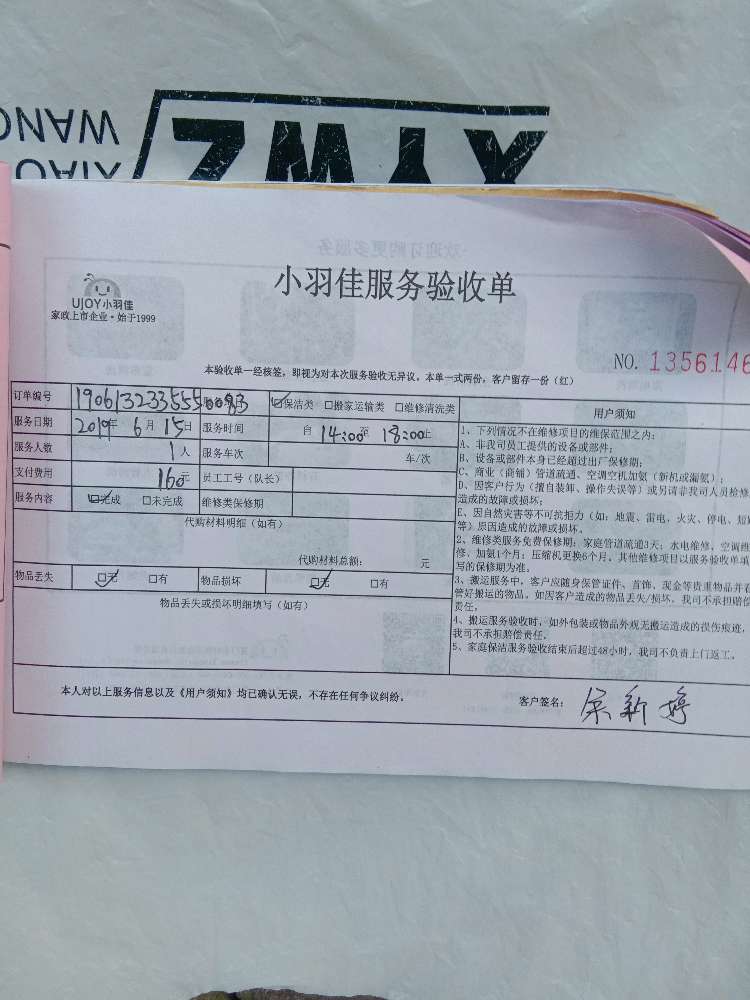 WANG
XIAO
XYWZ
欢迎订购更多服务
UJOY小羽佳
家政上市企业·始于1999
小羽佳服务验收单
NO. 1356146
本验收单一经核签，即视为对本次服务验收无异议。本单一式两份，客户留存一份（红）
订单编号 190613233555
保洁类 □搬家运输类 □维修清洗类
用户须知
服务日期 2019年 6月 15日 服务时间 自 14:00至 18:00止
服务人数 1人 服务车次 车/次
支付费用 160元 员工工号（队长）
服务内容 完成 □未完成 维修类保修期
代购材料明细（如有）
代购材料总额： 元
物品丢失 无 □有 物品损坏 无 □有
物品丢失或损坏明细填写（如有）
1、下列情况不在维修项目的维保范围之内：
A、非我司员工提供的设备或部件；
B、设备或部件本身已经超过出厂保修期；
C、商业（商铺）管道疏通、空调空机加氨（新机或漏氨）；
D、因客户行为（擅自装卸、操作失误等）或另请非我司人员检修
造成的故障或损坏；
E、因自然灾害等不可抗拒力（如：地震、雷电、火灾、停电、短
等）原因造成的故障或损坏。
2、维修类服务免费保修期：家庭管道疏通3天；水电维修、空调维
修、加氨1个月；压缩机更换6个月。其他维修项目以服务验收单填
写的保修期为准。
3、搬运服务中，客户应随身保管证件、首饰、现金等贵重物品并看
管好搬运的物品。如因客户造成的物品丢失/损坏，我司不承担赔偿
责任。
4、搬运服务验收时，如外包装或物品外观无搬运造成的损伤痕迹，
我司不承担赔偿责任。
5、家庭保洁服务验收结束后超过48小时，我司不负责上门返工。
本人对以上服务信息以及《用户须知》均已确认无误，不存在任何争议纠纷。
客户签名： 新婷